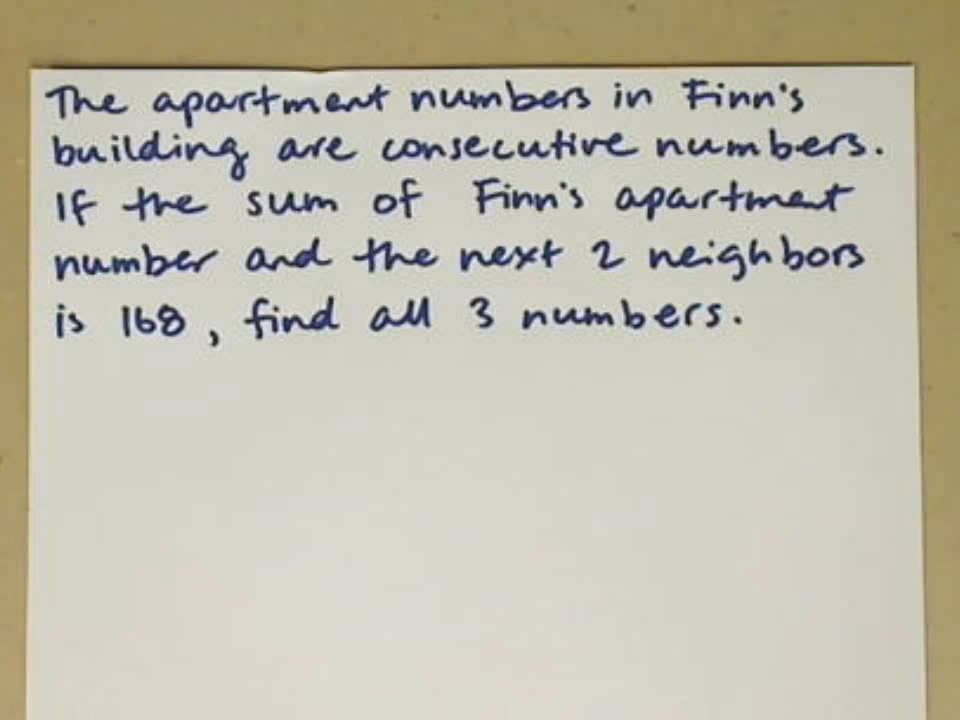 The apartment numbers in Finn's
building are consecutive numbers.
If the sum of Finn's apartment
number and the next 2 neighbors
is 168, find all 3 numbers.